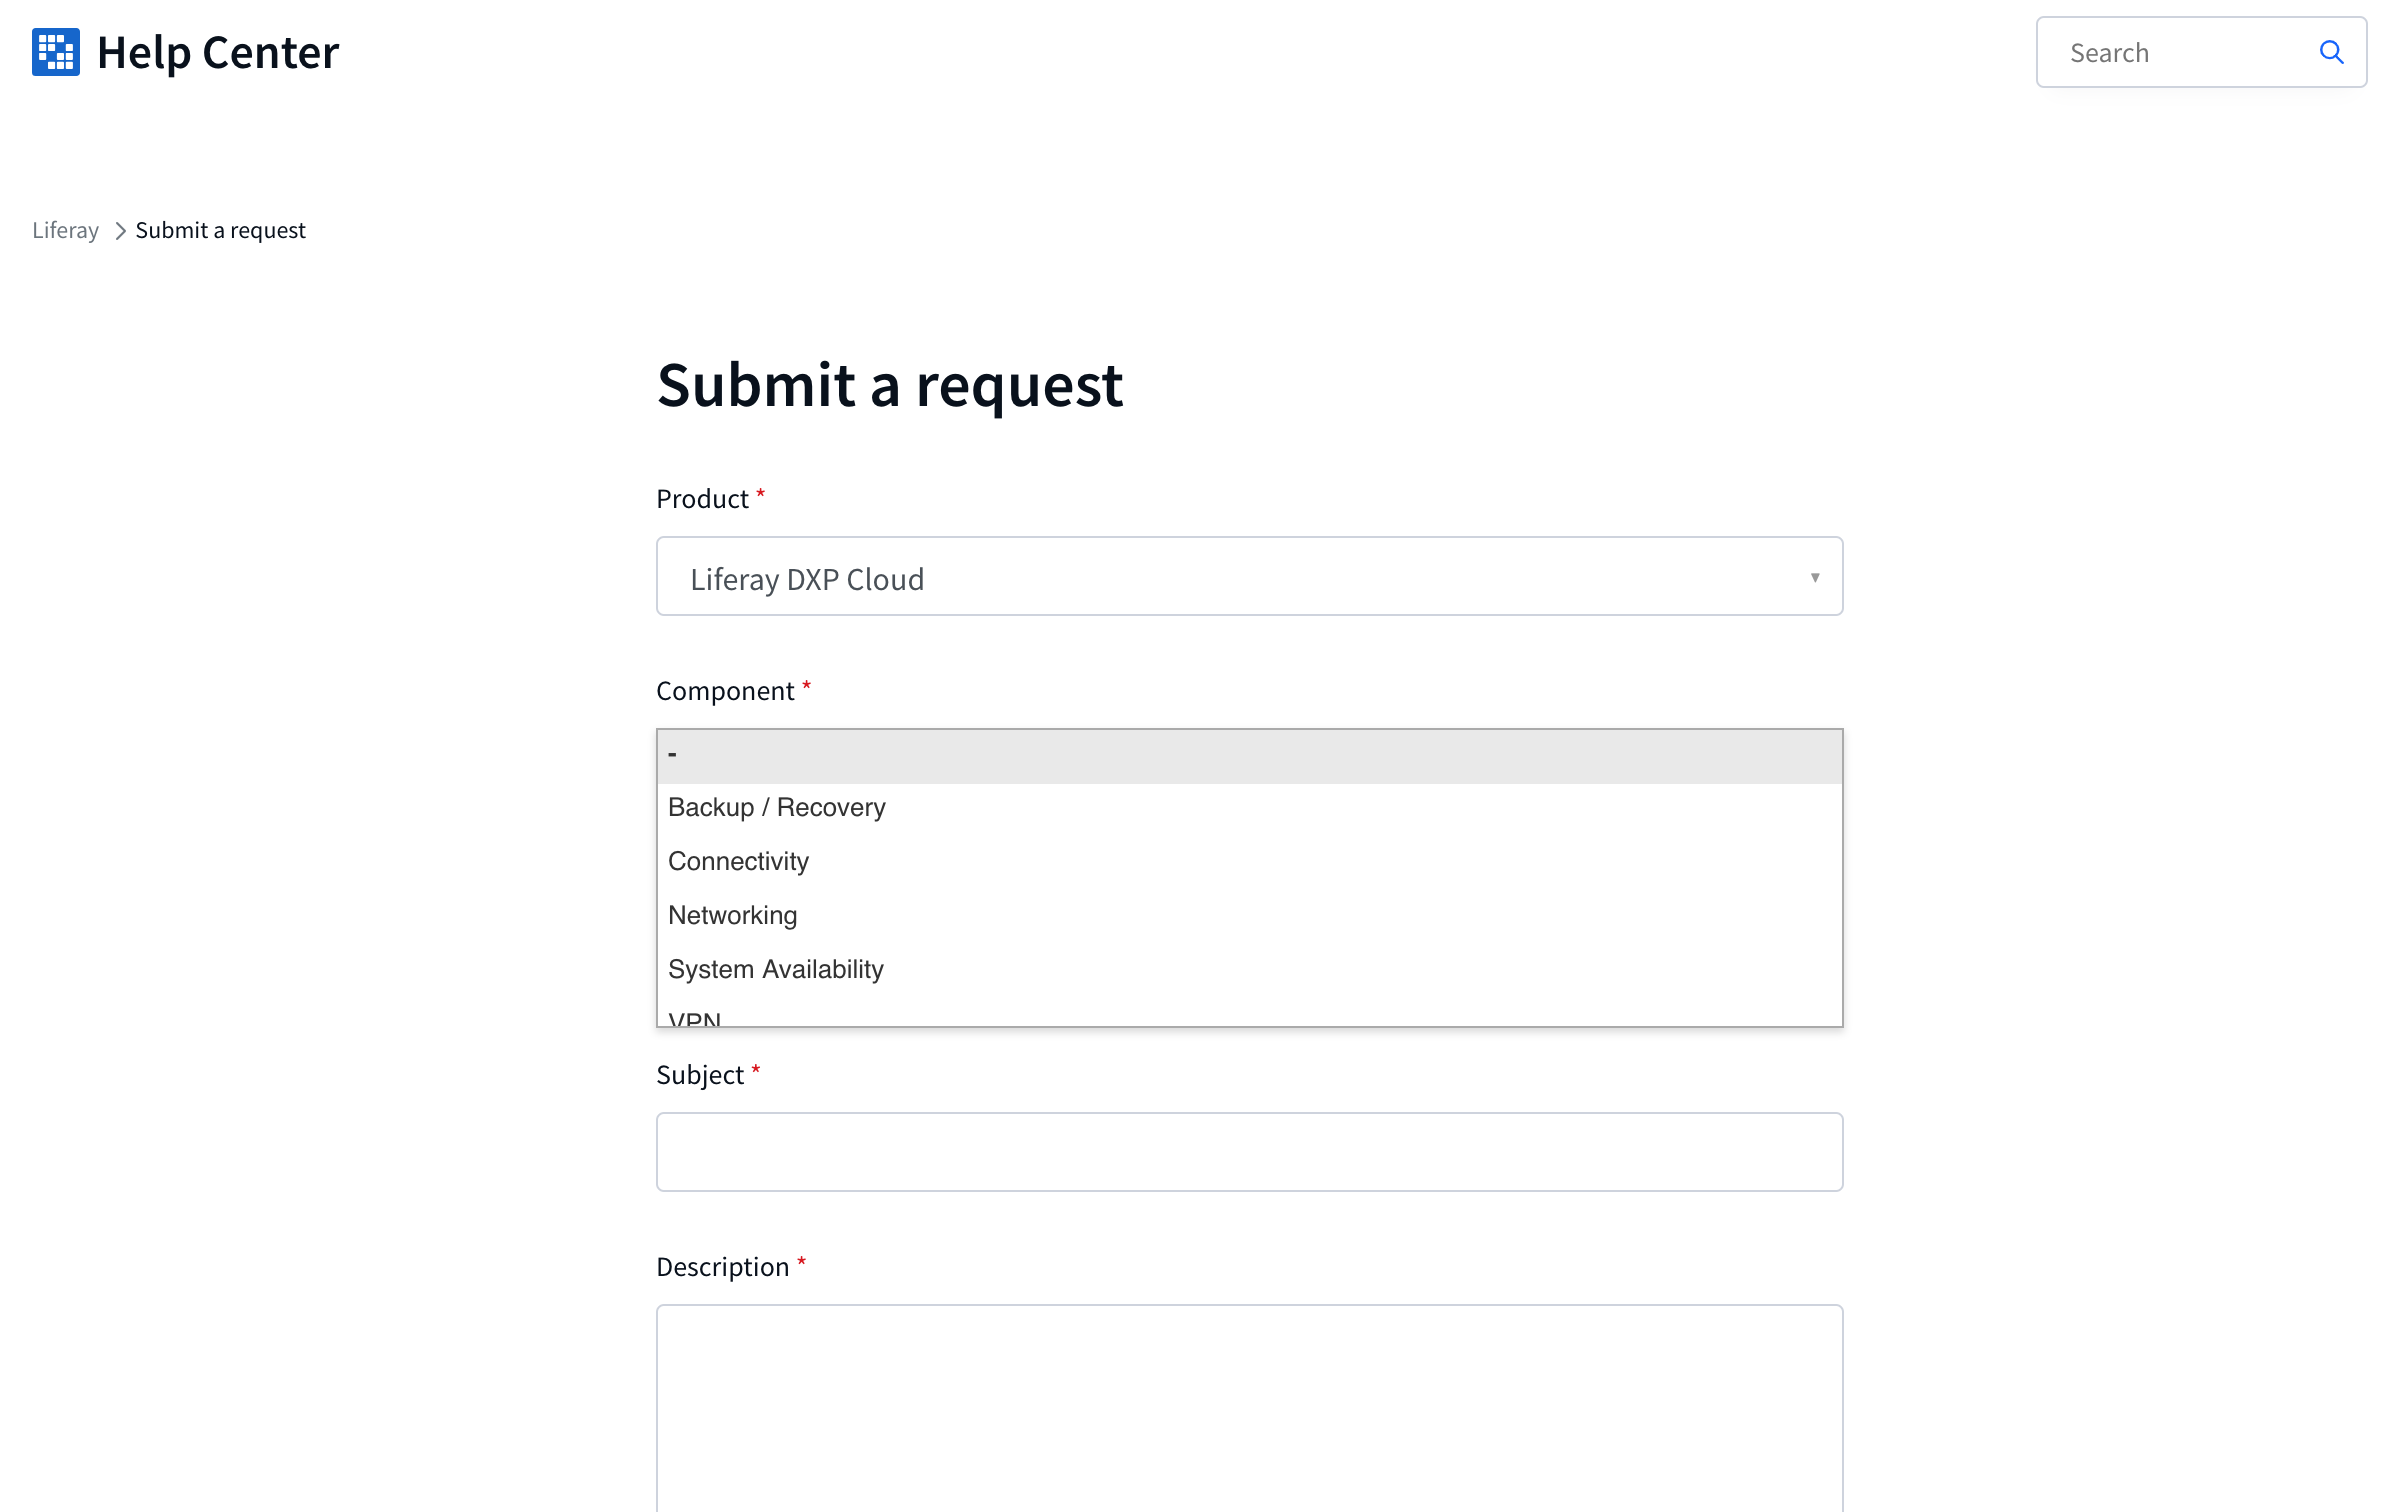 Help Center
Search
Liferay > Submit a request
Submit a request
Product *
Liferay DXP Cloud
Component *
-
Backup / Recovery
Connectivity
Networking
System Availability
VPN
Subject *
Description *